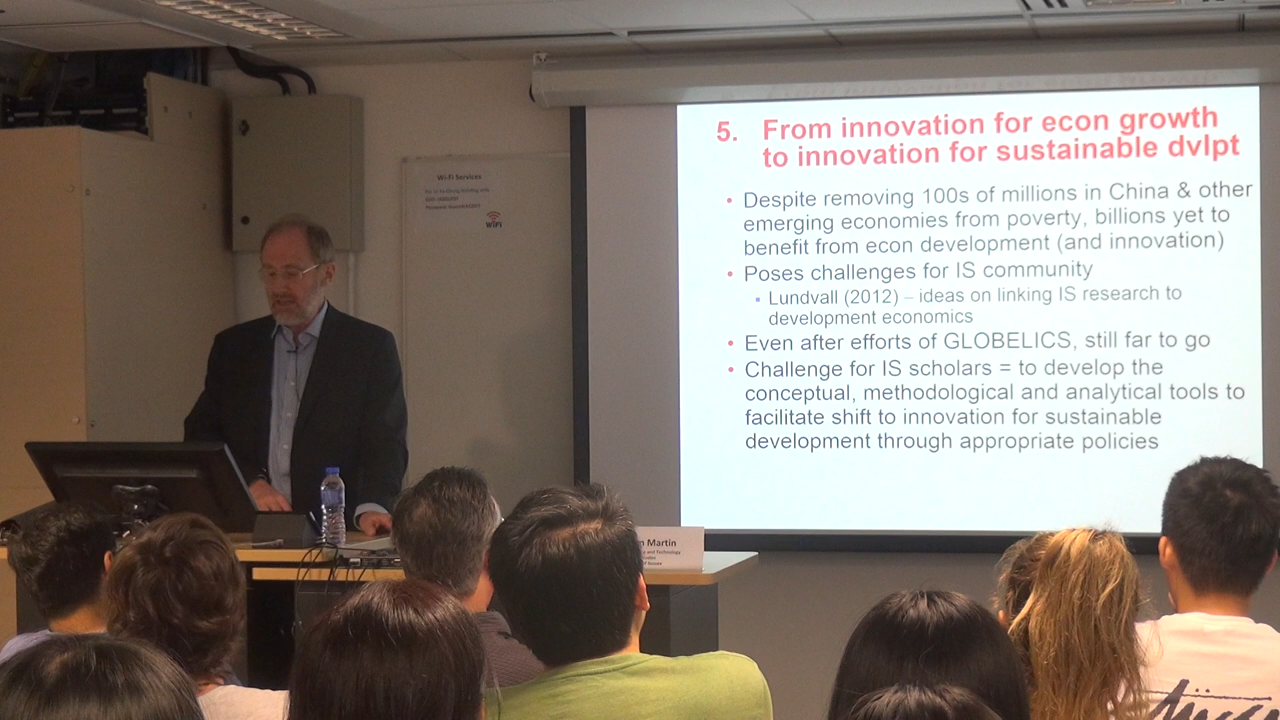 5. From innovation for econ growth
to innovation for sustainable dvlpt
• Despite removing 100s of millions in China & other
emerging economies from poverty, billions yet to
benefit from econ development (and innovation)
• Poses challenges for IS community
• Lundvall (2012) – ideas on linking IS research to
development economics
• Even after efforts of GLOBELICS, still far to go
• Challenge for IS scholars = to develop the
conceptual, methodological and analytical tools to
facilitate shift to innovation for sustainable
development through appropriate policies
Wi-Fi Services
WiFi
Martin
and Technology